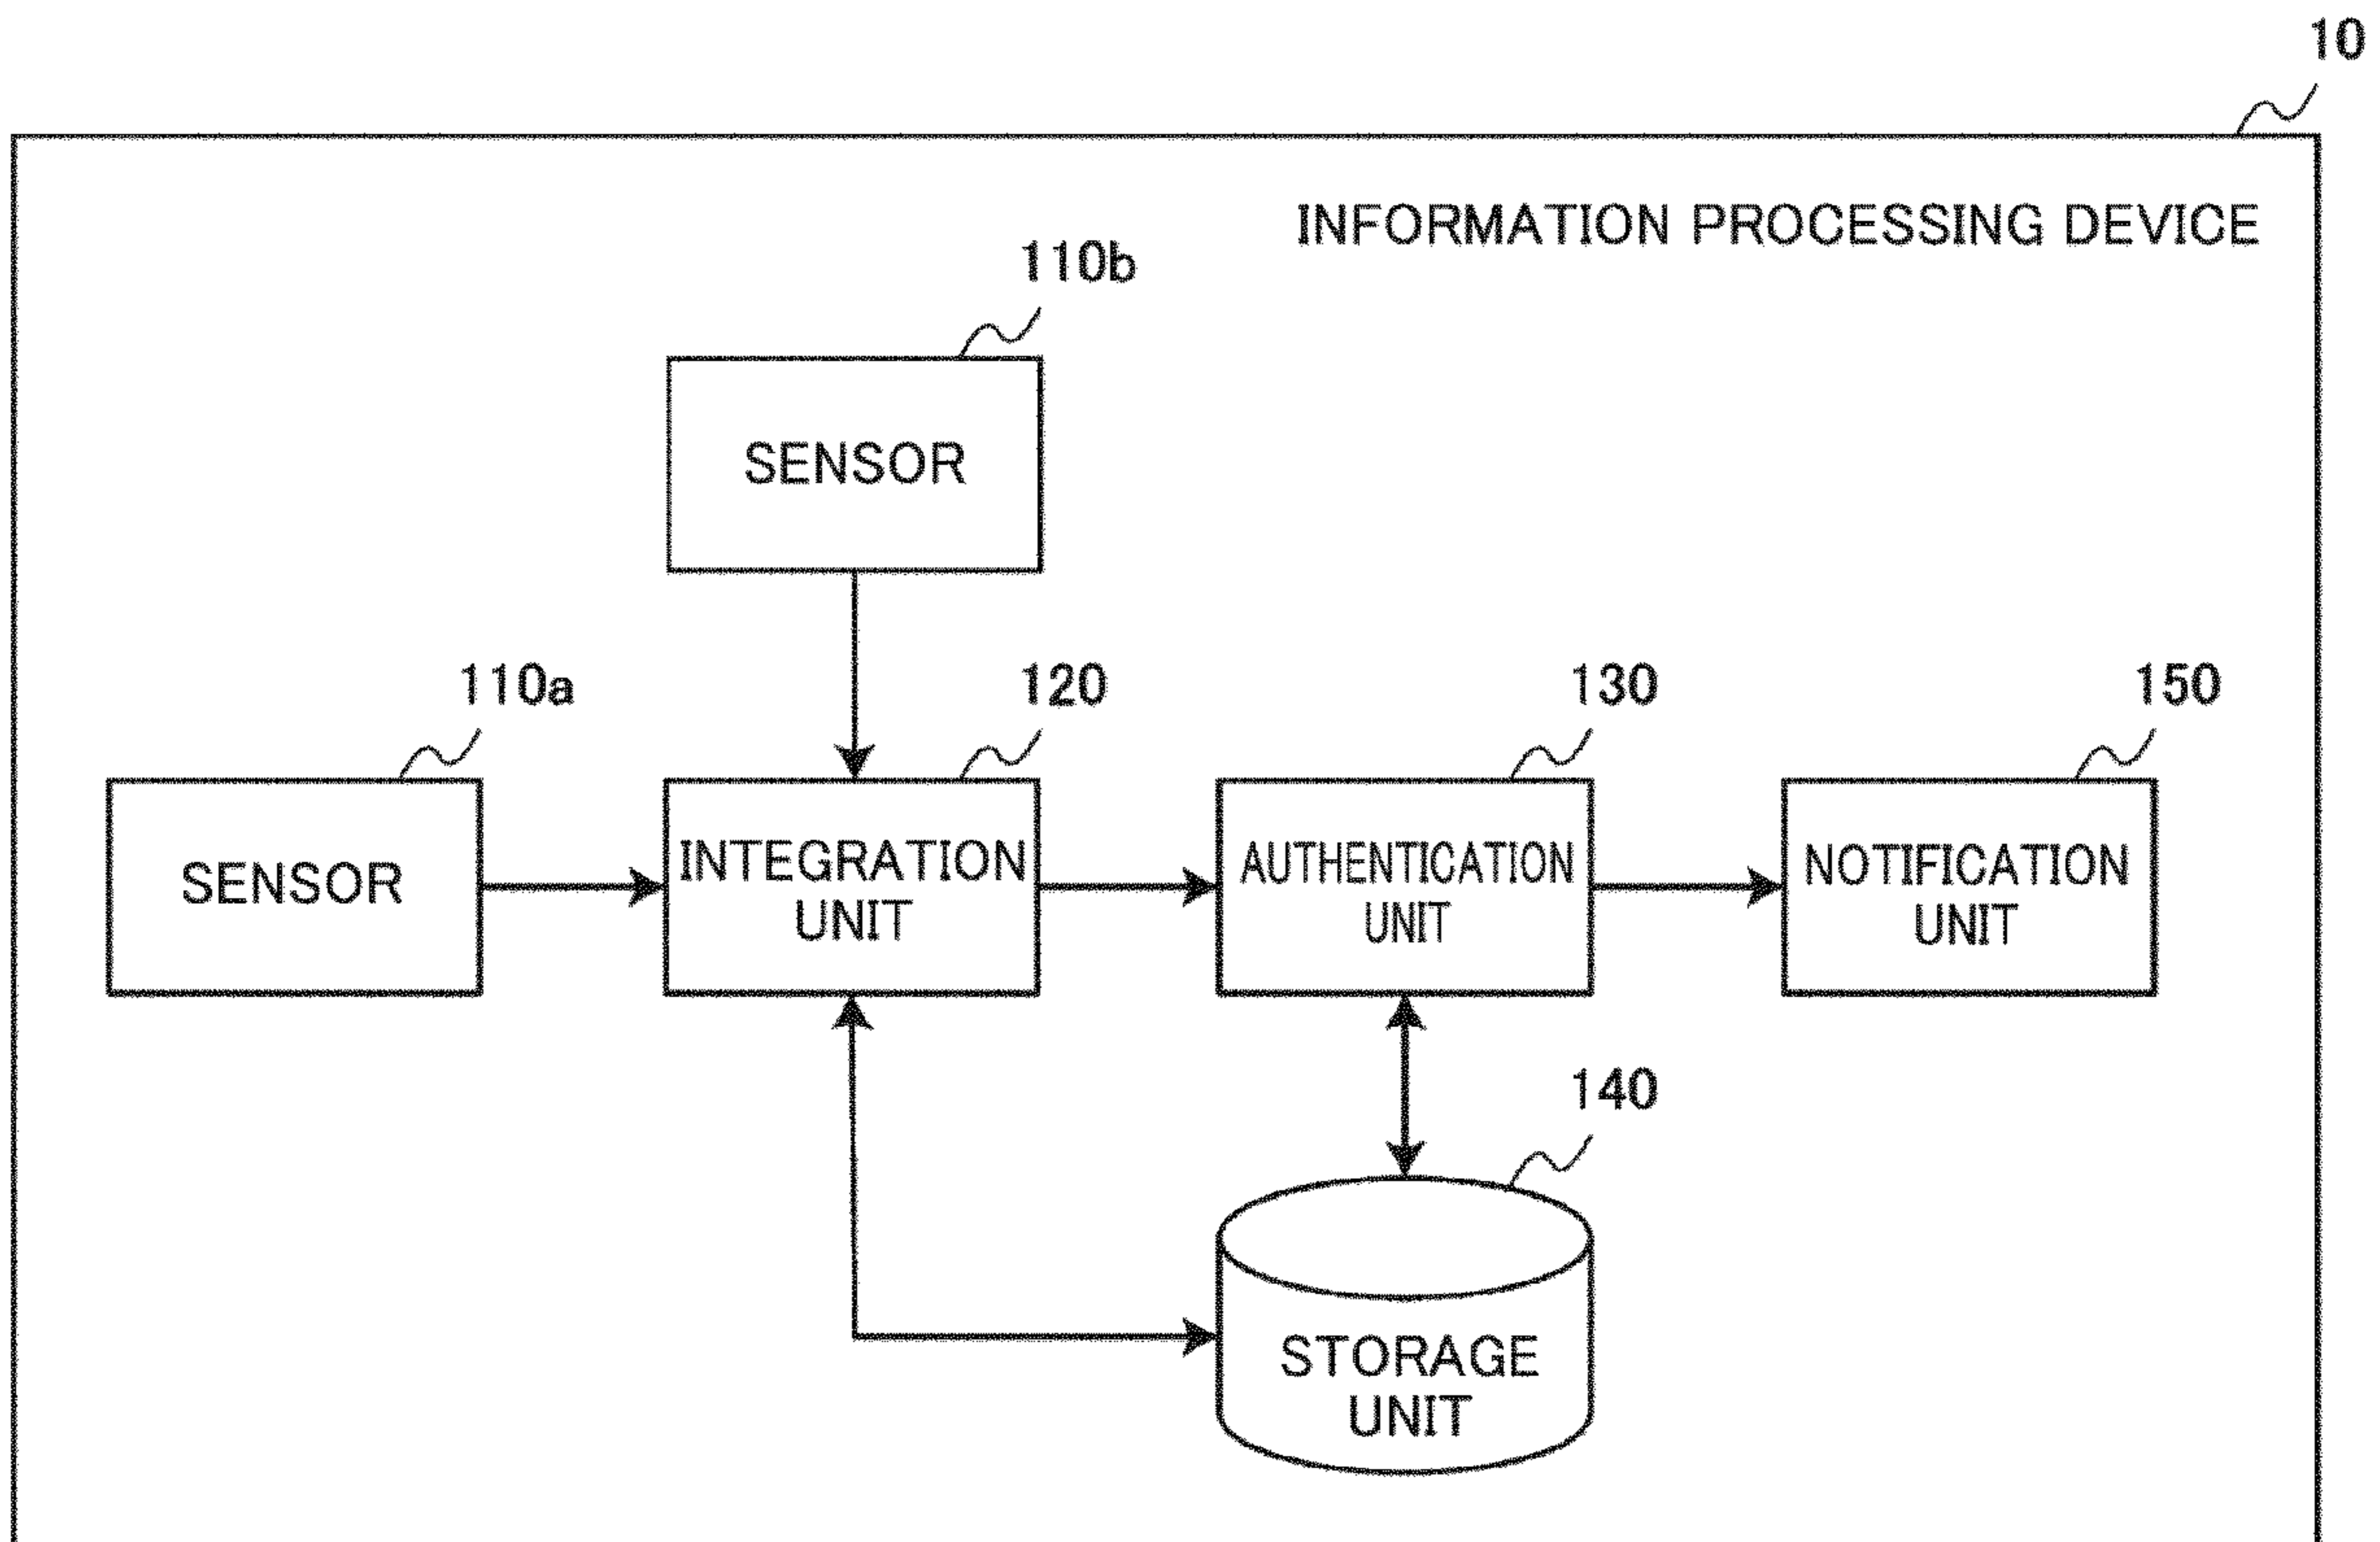 10
INFORMATION PROCESSING DEVICE
110b
SENSOR
110a
120
130
150
SENSOR
INTEGRATION
UNIT
AUTHENTICATION
UNIT
NOTIFICATION
UNIT
140
STORAGE
UNIT